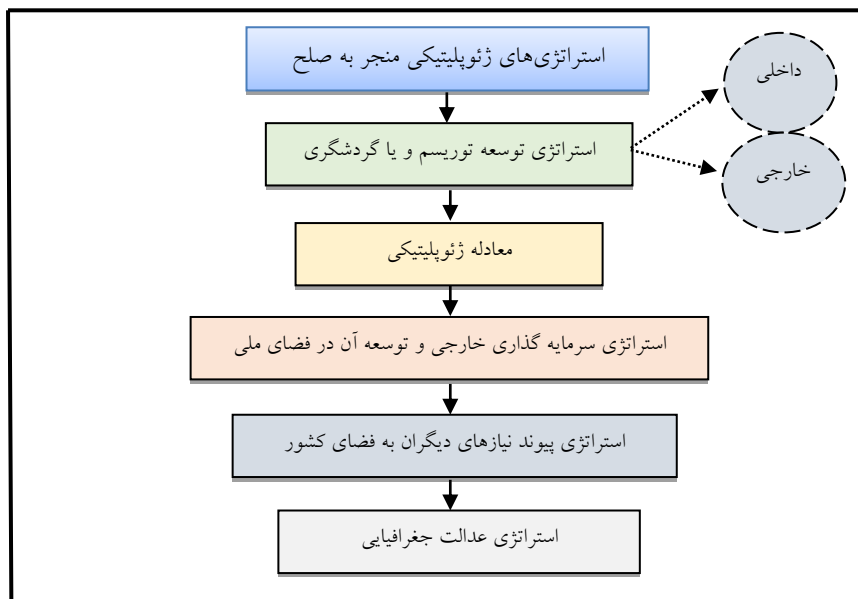 استراتژی‌های ژئوپلیتیکی منجر به صلح
داخلی
استراتژی توسعه توریسم و یا گردشگری
خارجی
معادله ژئوپلیتیکی
استراتژی سرمایه گذاری خارجی و توسعه آن در فضای ملی
استراتژی پیوند نیازهای دیگران به فضای کشور
استراتژی عدالت جغرافیایی